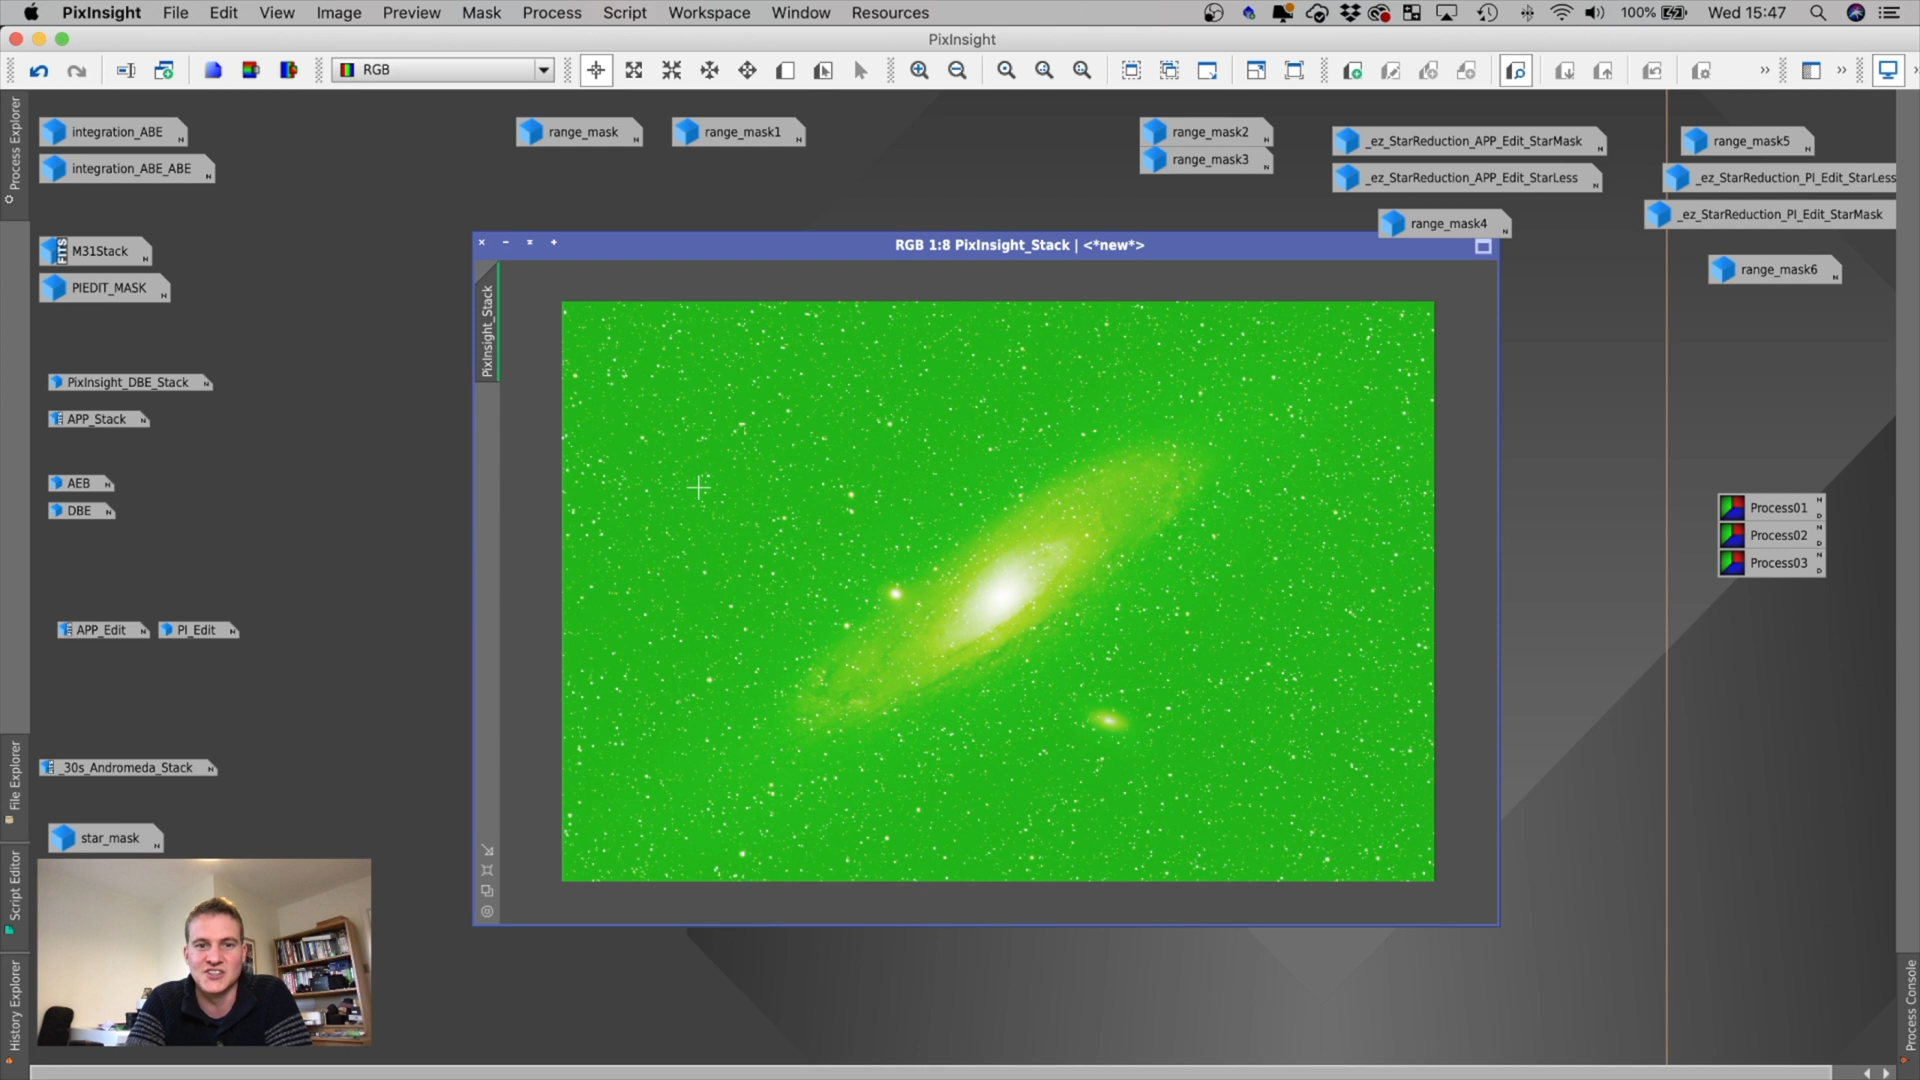 PixInsight File Edit View Image Preview Mask Process Script Workspace Window Resources 100% Wed 15:47
PixInsight
RGB
Process Explorer
integration_ABE
integration_ABE_ABE
range_mask
range_mask1
range_mask2
range_mask3
_ez_StarReduction_APP_Edit_StarMask
_ez_StarReduction_APP_Edit_StarLess
range_mask4
range_mask5
_ez_StarReduction_PI_Edit_StarLess
_ez_StarReduction_PI_Edit_StarMask
range_mask6
FITS
M31Stack
PIEDIT_MASK
RGB 1:8 PixInsight_Stack | <*new*>
PixInsight_Stack
PixInsight_DBE_Stack
APP_Stack
AEB
DBE
Process01
Process02
Process03
APP_Edit
PI_Edit
_30s_Andromeda_Stack
star_mask
File Explorer
Script Editor
History Explorer
Process Console